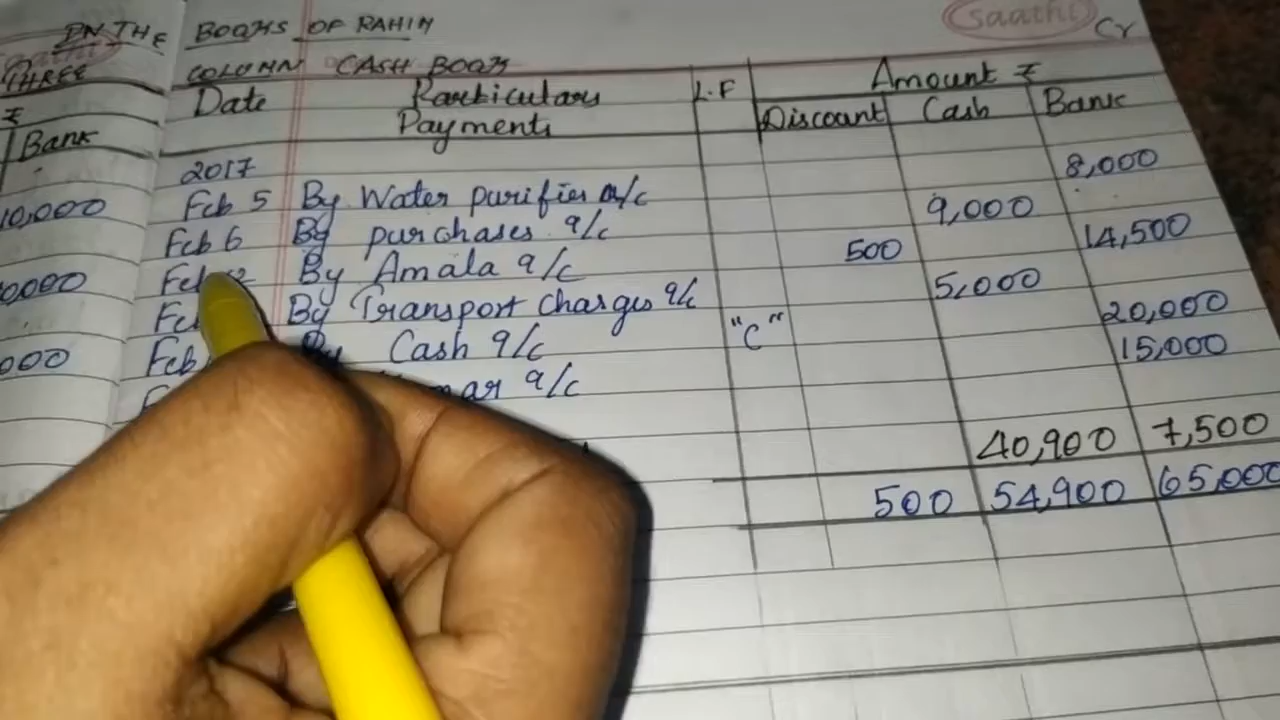 saathi
IN THE BOOKS OF RAHIM Cr
THREE COLUMN CASH BOOK
₹ Date Particulars L.F Amount ₹
Bank Payments Discount Cash Bank
2017
10,000 Feb 5 By Water purifier a/c 8,000
Feb 6 By purchases a/c 9,000
By Amala a/c 500 14,500
By Transport charges a/c 5,000
Feb By Cash a/c "C" 20,000
a/c 15,000
40,900 7,500
500 54,900 65,000